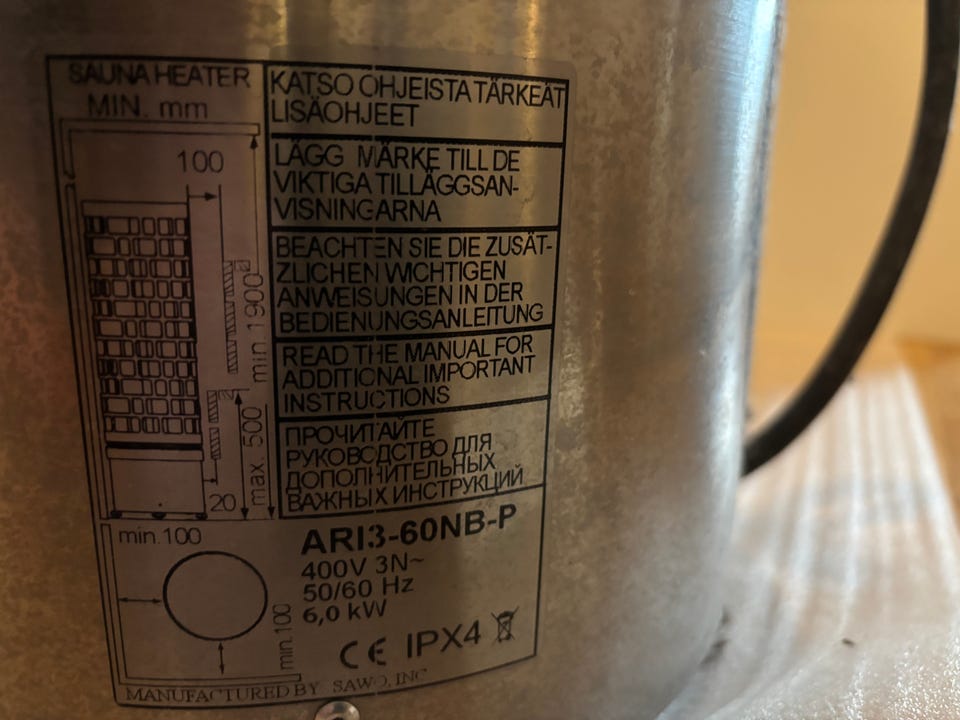 SAUNA HEATER
MIN. mm
100
min 1900
max. 500
20
KATSO OHJEISTA TÄRKEÄT
LISÄOHJEET
LÄGG MÄRKE TILL DE
VIKTIGA TILLÄGGSAN-
VISNINGARNA
BEACHTEN SIE DIE ZUSÄT-
ZLICHEN WICHTIGEN
ANWEISUNGEN IN DER
BEDIENUNGSANLEITUNG
READ THE MANUAL FOR
ADDITIONAL IMPORTANT
INSTRUCTIONS
ПРОЧИТАЙТЕ
РУКОВОДСТВО ДЛЯ
ДОПОЛНИТЕЛЬНЫХ
ВАЖНЫХ ИНСТРУКЦИЙ
min.100
min.100
ARI3-60NB-P
400V 3N~
50/60 Hz
6,0 kW
CE IPX4
MANUFACTURED BY SAWO, INC